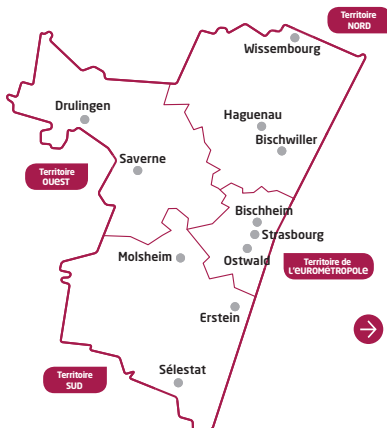 Territoire
NORD
Wissembourg
Drulingen
Haguenau
Bischwiller
Saverne
Territoire
OUeST
Bischheim
Strasbourg
Ostwald
Molsheim
Territoire de
L'EUROMéTROPOLe
Erstein
Sélestat
Territoire
SUD